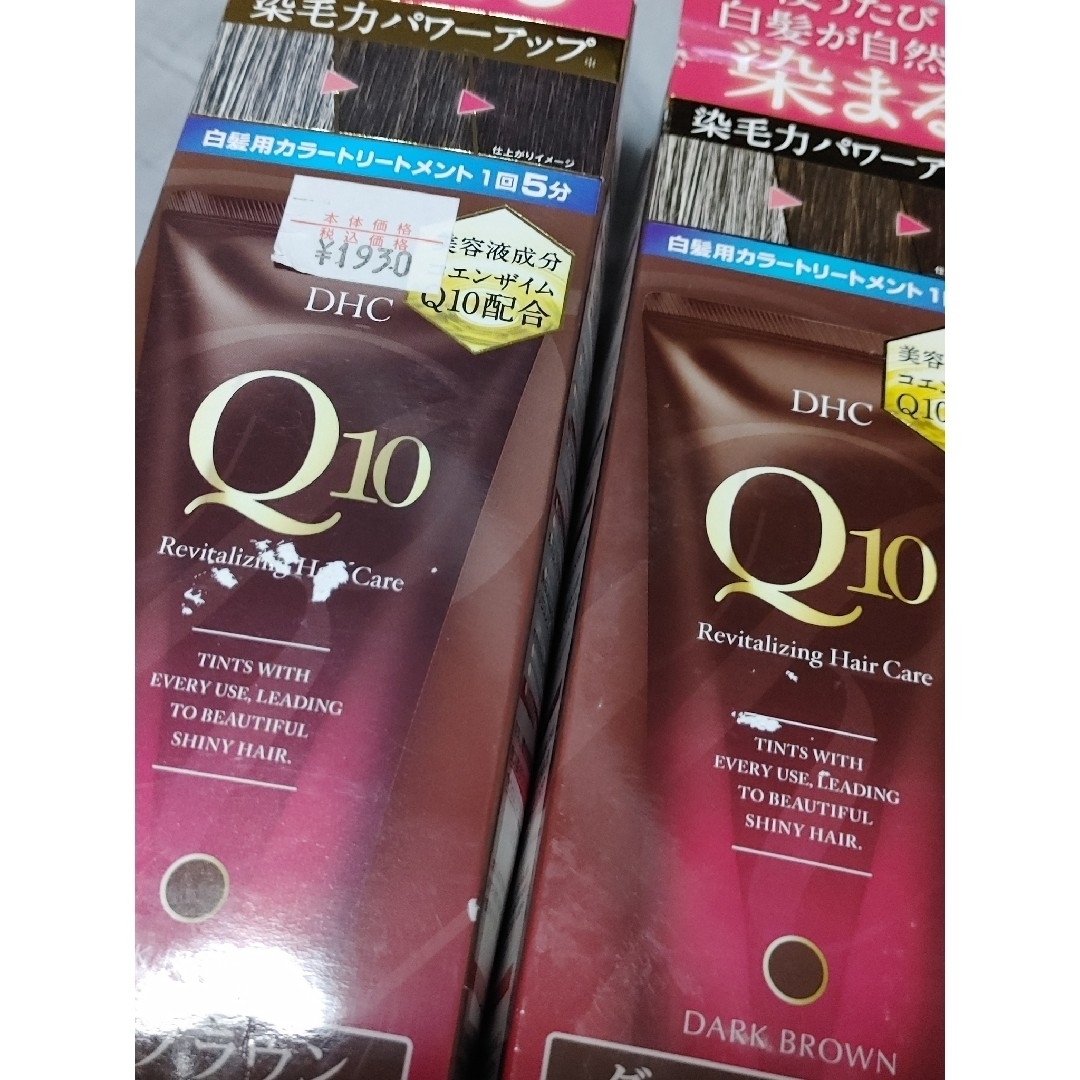 染毛力パワーアップ※
仕上がりイメージ
白髪用カラートリートメント 1回5分
本体価格
税込価格
¥1930
美容液成分
コエンザイム
Q10配合
DHC
Q10
Revitalizing Hair Care
TINTS WITH
EVERY USE, LEADING
TO BEAUTIFUL
SHINY HAIR.
ブラウン
白髪が自然
染まる
染毛力パワーア
白髪用カラートリートメント 1
美容
コエン
Q10
DHC
Q10
Revitalizing Hair Care
TINTS WITH
EVERY USE, LEADING
TO BEAUTIFUL
SHINY HAIR.
DARK BROWN